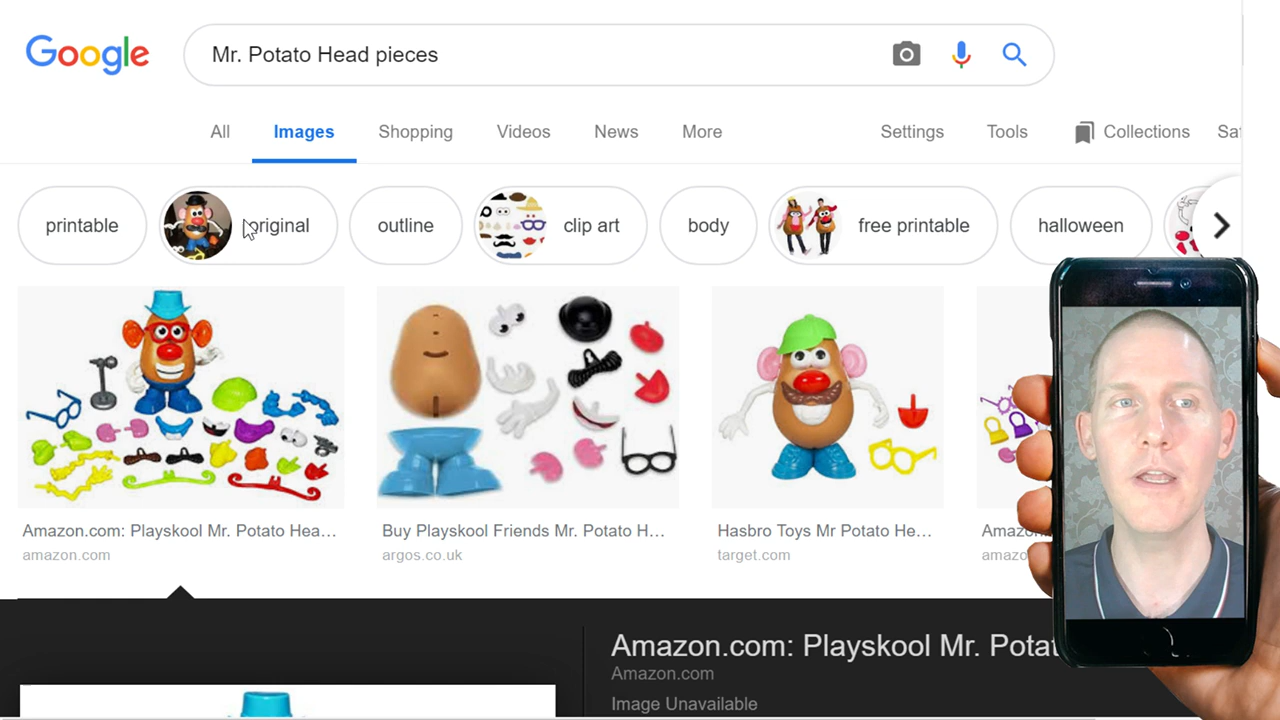 Google
Mr. Potato Head pieces
All Images Shopping Videos News More Settings Tools Collections
printable original outline clip art body free printable halloween
Amazon.com: Playskool Mr. Potato Hea...
amazon.com
Buy Playskool Friends Mr. Potato H...
argos.co.uk
Hasbro Toys Mr Potato He...
target.com
Amazon.com: Playskool Mr.
Amazon.com
Image Unavailable